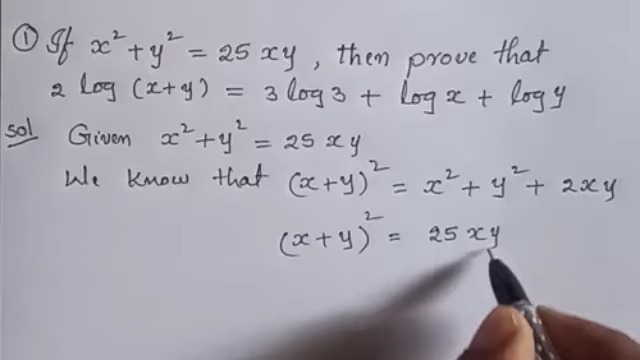 ① If x² + y² = 25 xy, then prove that
2 log (x+y) = 3 log 3 + log x + log y
Sol Given x² + y² = 25 xy
We know that (x+y)² = x² + y² + 2xy
(x+y)² = 25 xy